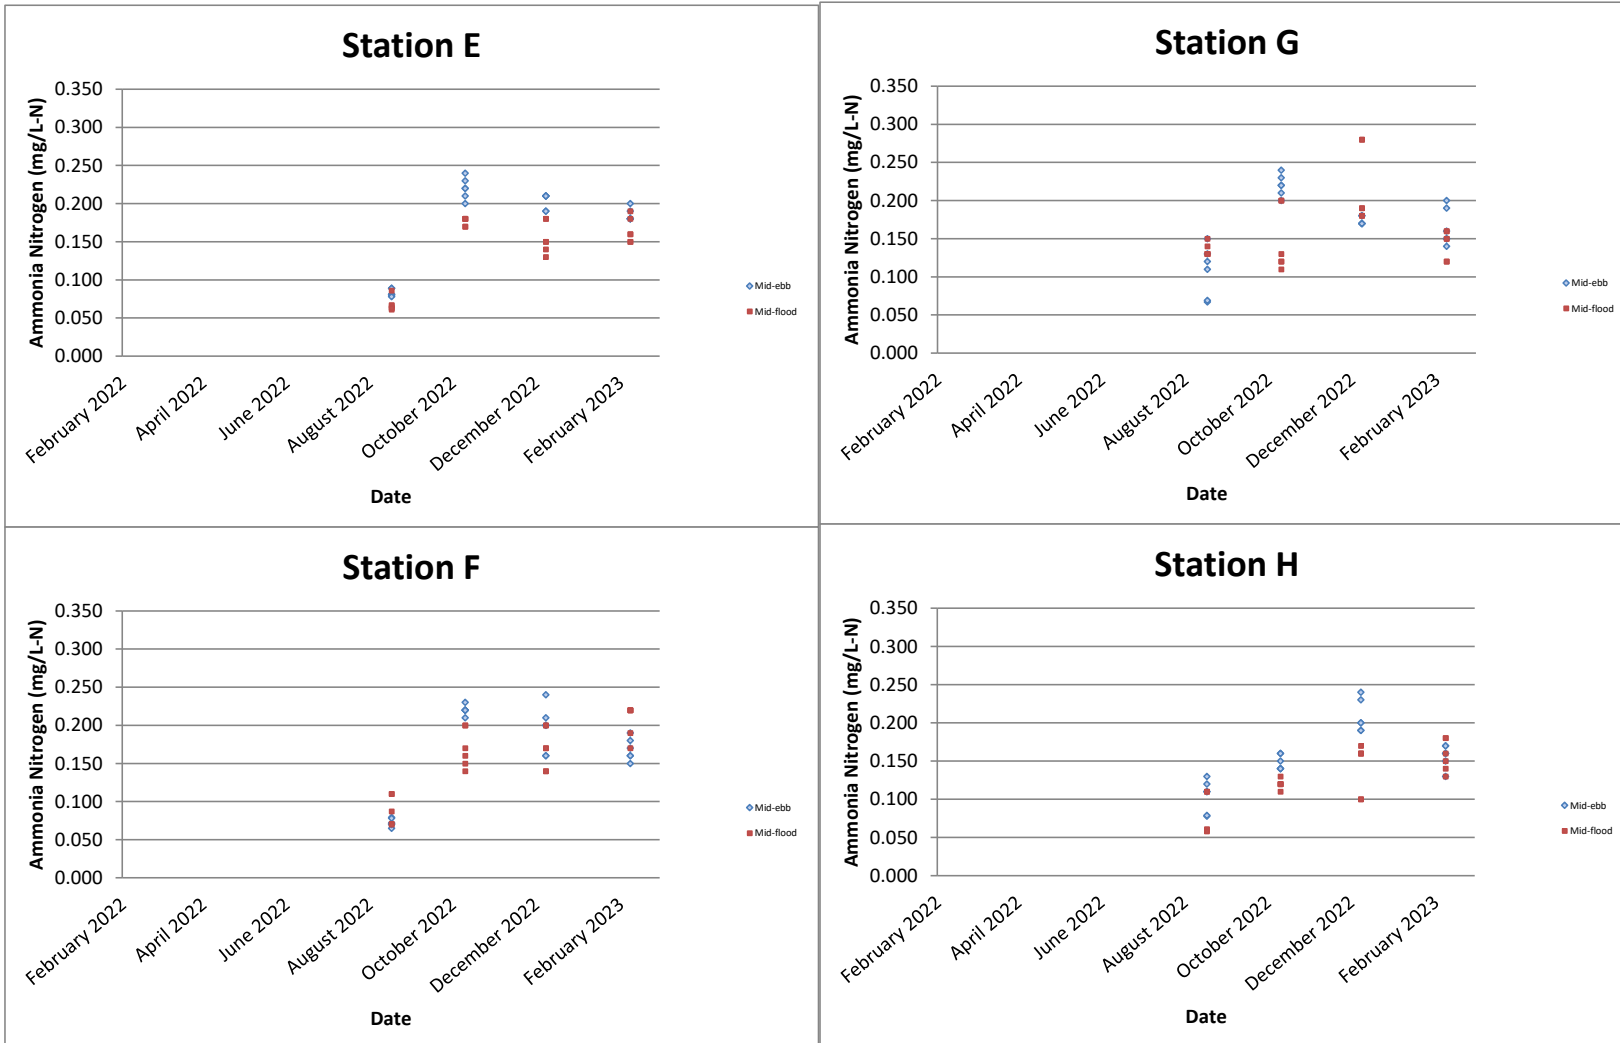 Station E
Ammonia Nitrogen (mg/L-N)
0.350
0.300
0.250
0.200
0.150
0.100
0.050
0.000
February 2022
April 2022
June 2022
August 2022
October 2022
December 2022
February 2023
Date
Mid-ebb
Mid-flood
Station G
Ammonia Nitrogen (mg/L-N)
0.350
0.300
0.250
0.200
0.150
0.100
0.050
0.000
February 2022
April 2022
June 2022
August 2022
October 2022
December 2022
February 2023
Date
Mid-ebb
Mid-flood
Station F
Ammonia Nitrogen (mg/L-N)
0.350
0.300
0.250
0.200
0.150
0.100
0.050
0.000
February 2022
April 2022
June 2022
August 2022
October 2022
December 2022
February 2023
Date
Mid-ebb
Mid-flood
Station H
Ammonia Nitrogen (mg/L-N)
0.350
0.300
0.250
0.200
0.150
0.100
0.050
0.000
February 2022
April 2022
June 2022
August 2022
October 2022
December 2022
February 2023
Date
Mid-ebb
Mid-flood